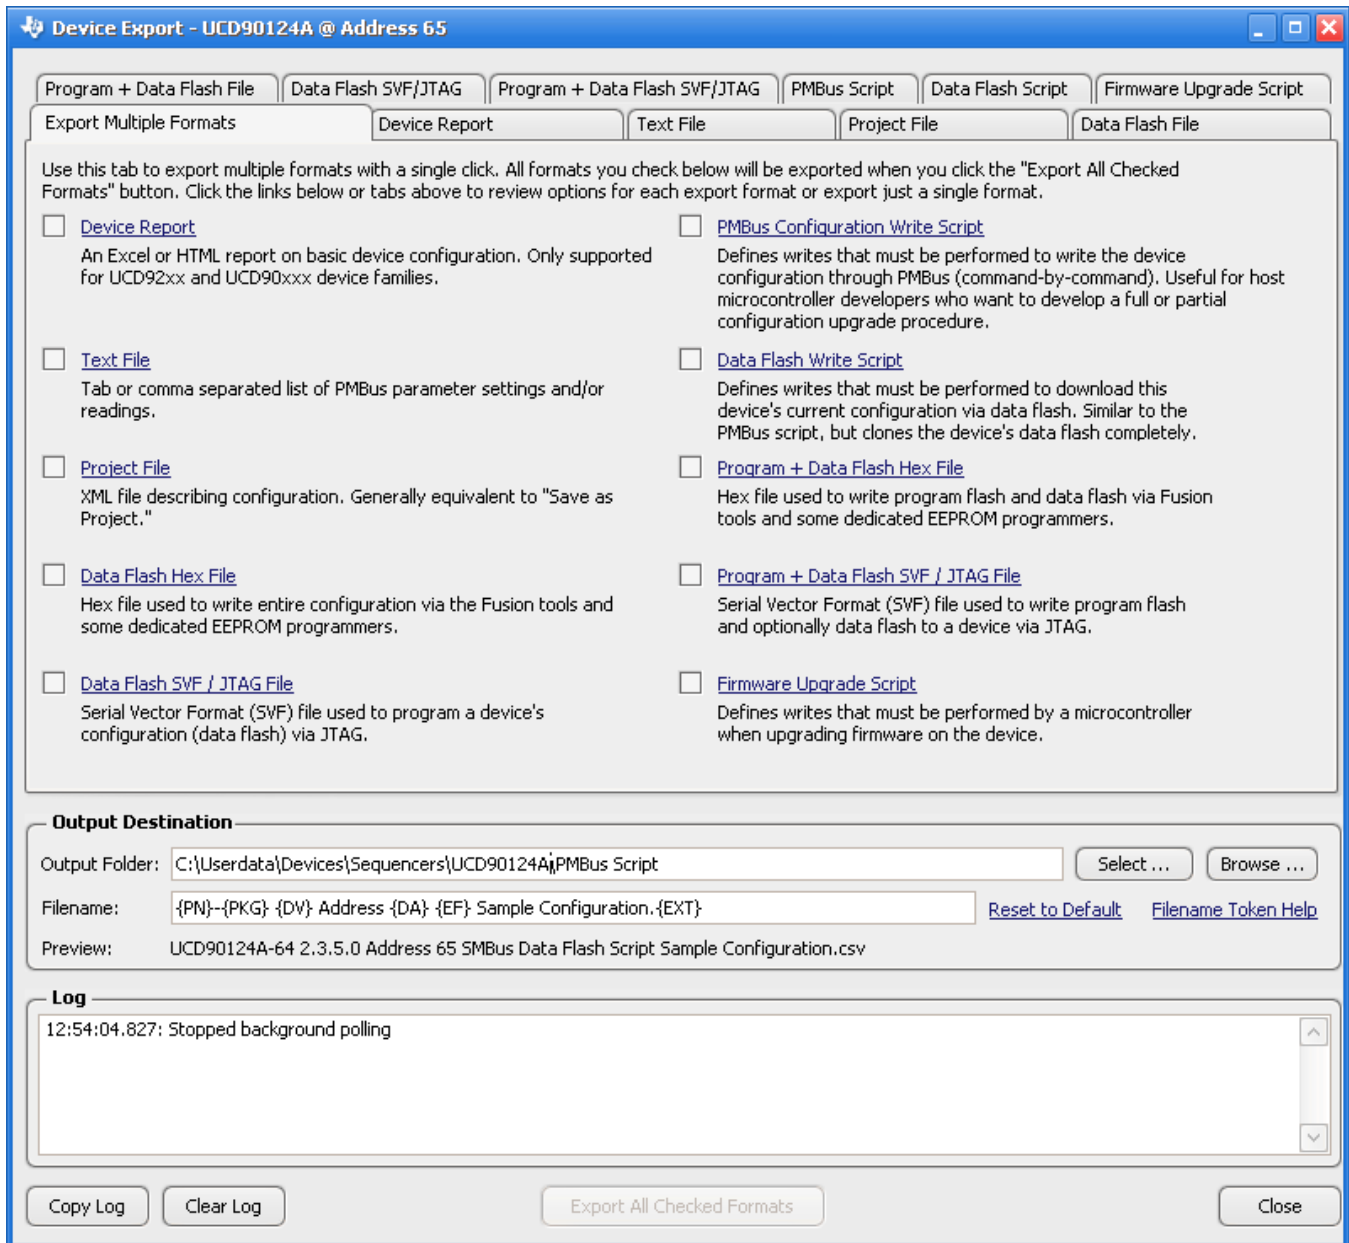 Device Export - UCD90124A @ Address 65
Program + Data Flash File
Data Flash SVF/JTAG
Program + Data Flash SVF/JTAG
PMBus Script
Data Flash Script
Firmware Upgrade Script
Export Multiple Formats
Device Report
Text File
Project File
Data Flash File
Use this tab to export multiple formats with a single click. All formats you check below will be exported when you click the "Export All Checked
Formats" button. Click the links below or tabs above to review options for each export format or export just a single format.
Device Report
An Excel or HTML report on basic device configuration. Only supported
for UCD92xx and UCD90xxx device families.
PMBus Configuration Write Script
Defines writes that must be performed to write the device
configuration through PMBus (command-by-command). Useful for host
microcontroller developers who want to develop a full or partial
configuration upgrade procedure.
Text File
Tab or comma separated list of PMBus parameter settings and/or
readings.
Data Flash Write Script
Defines writes that must be performed to download this
device's current configuration via data flash. Similar to the
PMBus script, but clones the device's data flash completely.
Project File
XML file describing configuration. Generally equivalent to "Save as
Project."
Program + Data Flash Hex File
Hex file used to write program flash and data flash via Fusion
tools and some dedicated EEPROM programmers.
Data Flash Hex File
Hex file used to write entire configuration via the Fusion tools and
some dedicated EEPROM programmers.
Program + Data Flash SVF / JTAG File
Serial Vector Format (SVF) file used to write program flash
and optionally data flash to a device via JTAG.
Data Flash SVF / JTAG File
Serial Vector Format (SVF) file used to program a device's
configuration (data flash) via JTAG.
Firmware Upgrade Script
Defines writes that must be performed by a microcontroller
when upgrading firmware on the device.
Output Destination
Output Folder: C:\Userdata\Devices\Sequencers\UCD90124A\PMBus Script
Select ...
Browse ...
Filename: {PN}-{PKG} {DV} Address {DA} {EF} Sample Configuration.{EXT}
Reset to Default
Filename Token Help
Preview: UCD90124A-64 2.3.5.0 Address 65 SMBus Data Flash Script Sample Configuration.csv
Log
12:54:04.827: Stopped background polling
Copy Log
Clear Log
Export All Checked Formats
Close